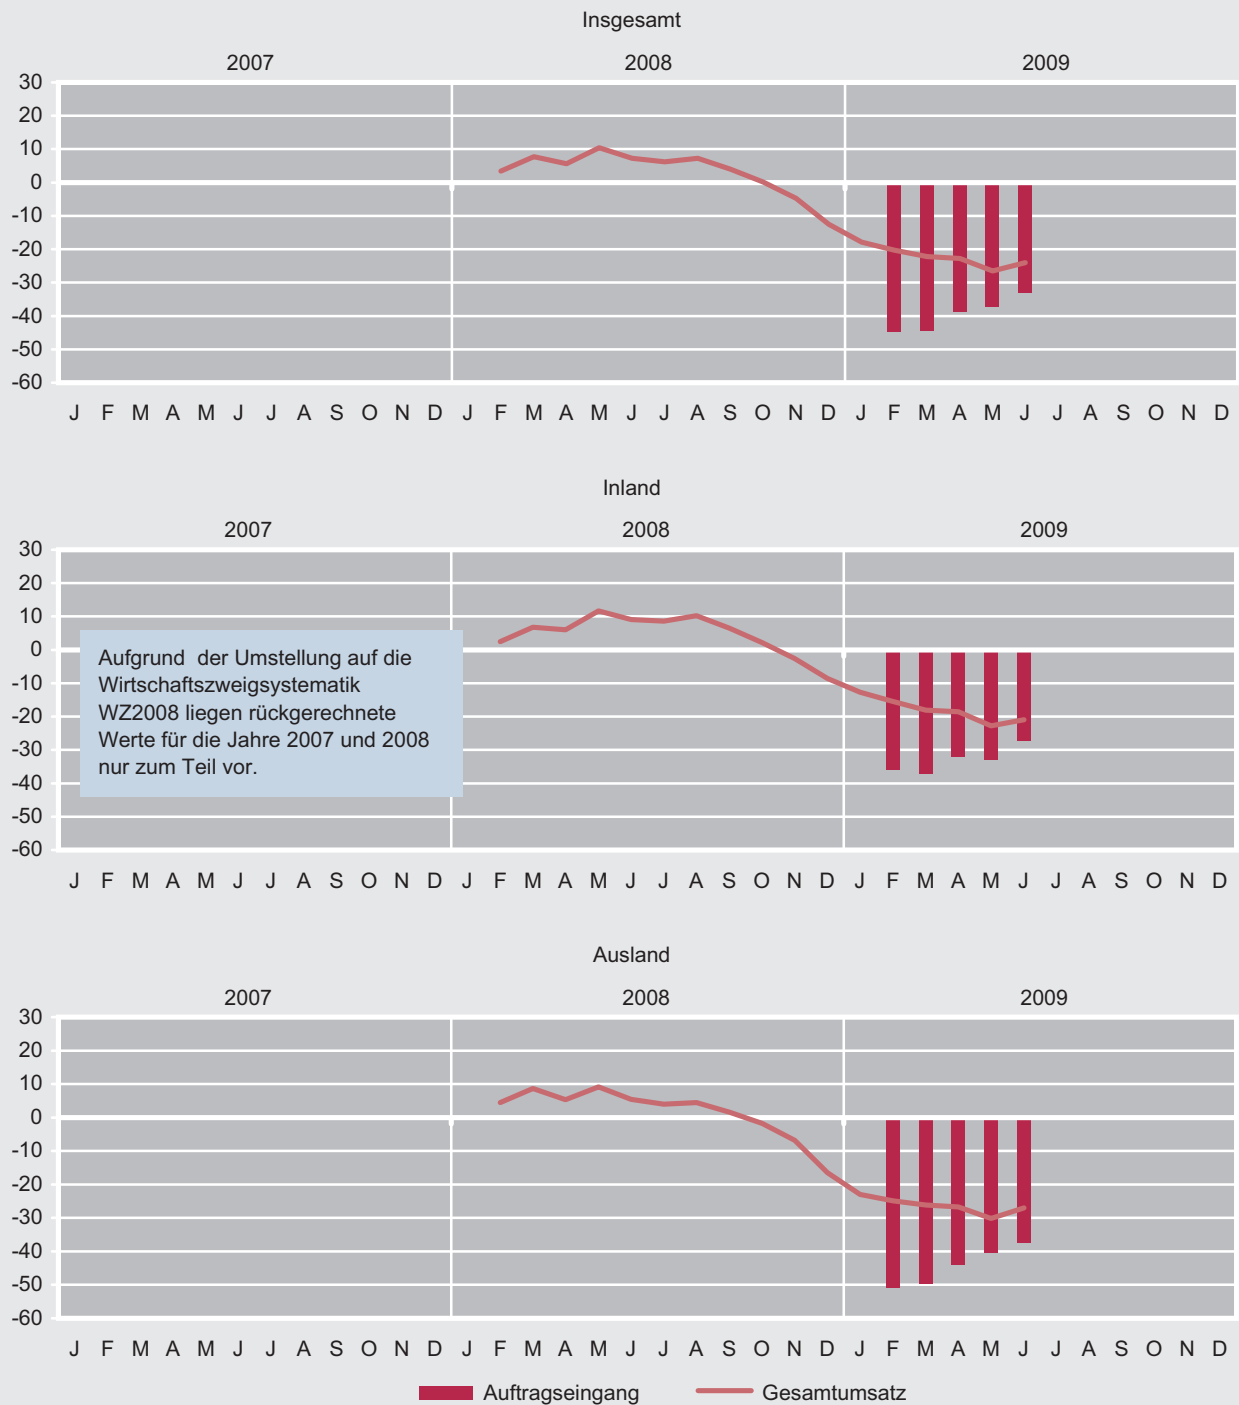 Insgesamt
2007 2008 2009
30
20
10
0
-10
-20
-30
-40
-50
-60
J F M A M J J A S O N D J F M A M J J A S O N D J F M A M J J A S O N D
Inland
2007 2008 2009
30
20
10
0
-10
-20
-30
-40
-50
-60
Aufgrund der Umstellung auf die
Wirtschaftszweigsystematik
WZ2008 liegen rückgerechnete
Werte für die Jahre 2007 und 2008
nur zum Teil vor.
J F M A M J J A S O N D J F M A M J J A S O N D J F M A M J J A S O N D
Ausland
2007 2008 2009
30
20
10
0
-10
-20
-30
-40
-50
-60
J F M A M J J A S O N D J F M A M J J A S O N D J F M A M J J A S O N D
Auftragseingang Gesamtumsatz